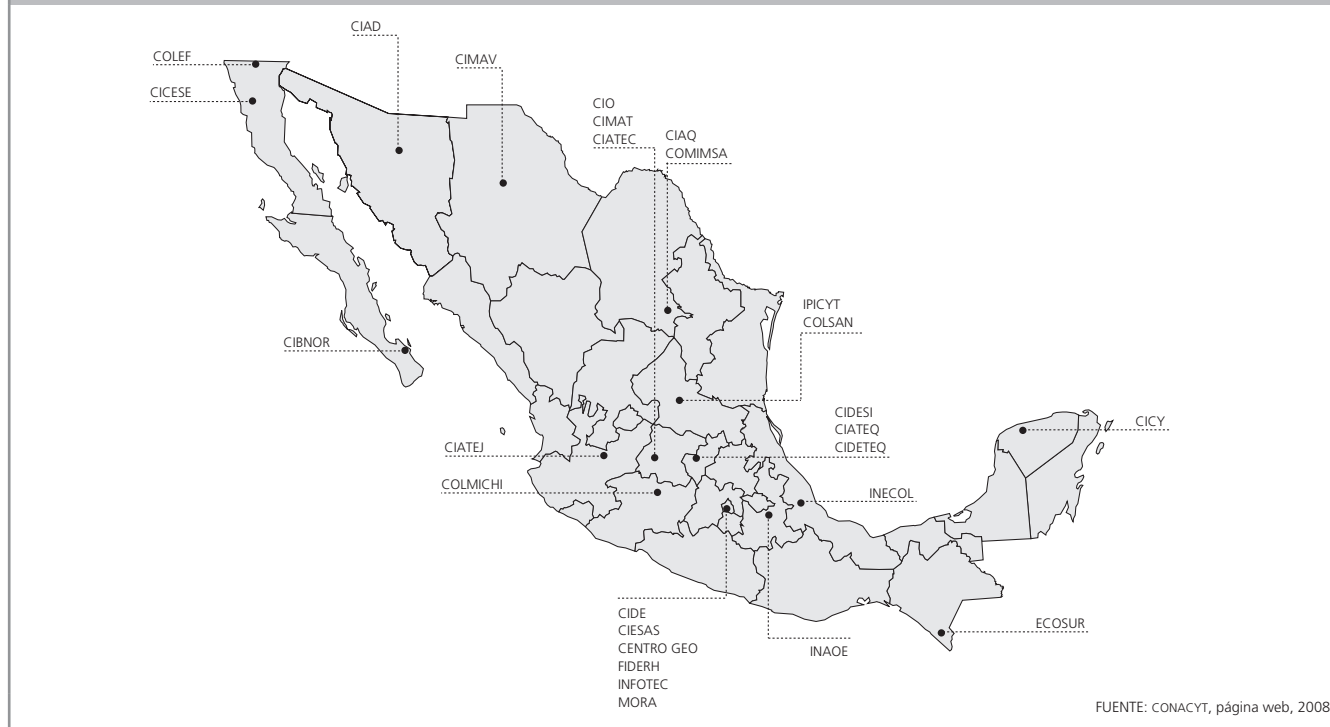 CIAD
COLEF
CIMAV
CICESE
CIO
CIMAT
CIATEC
CIAQ
COMIMSA
IPICYT
COLSAN
CIBNOR
CIDESI
CIATEQ
CIDETEQ
CICY
CIATEJ
COLMICHI
INECOL
CIDE
CIESAS
CENTRO GEO
FIDERH
INFOTEC
MORA
INAOE
ECOSUR
FUENTE: CONACYT, página web, 2008